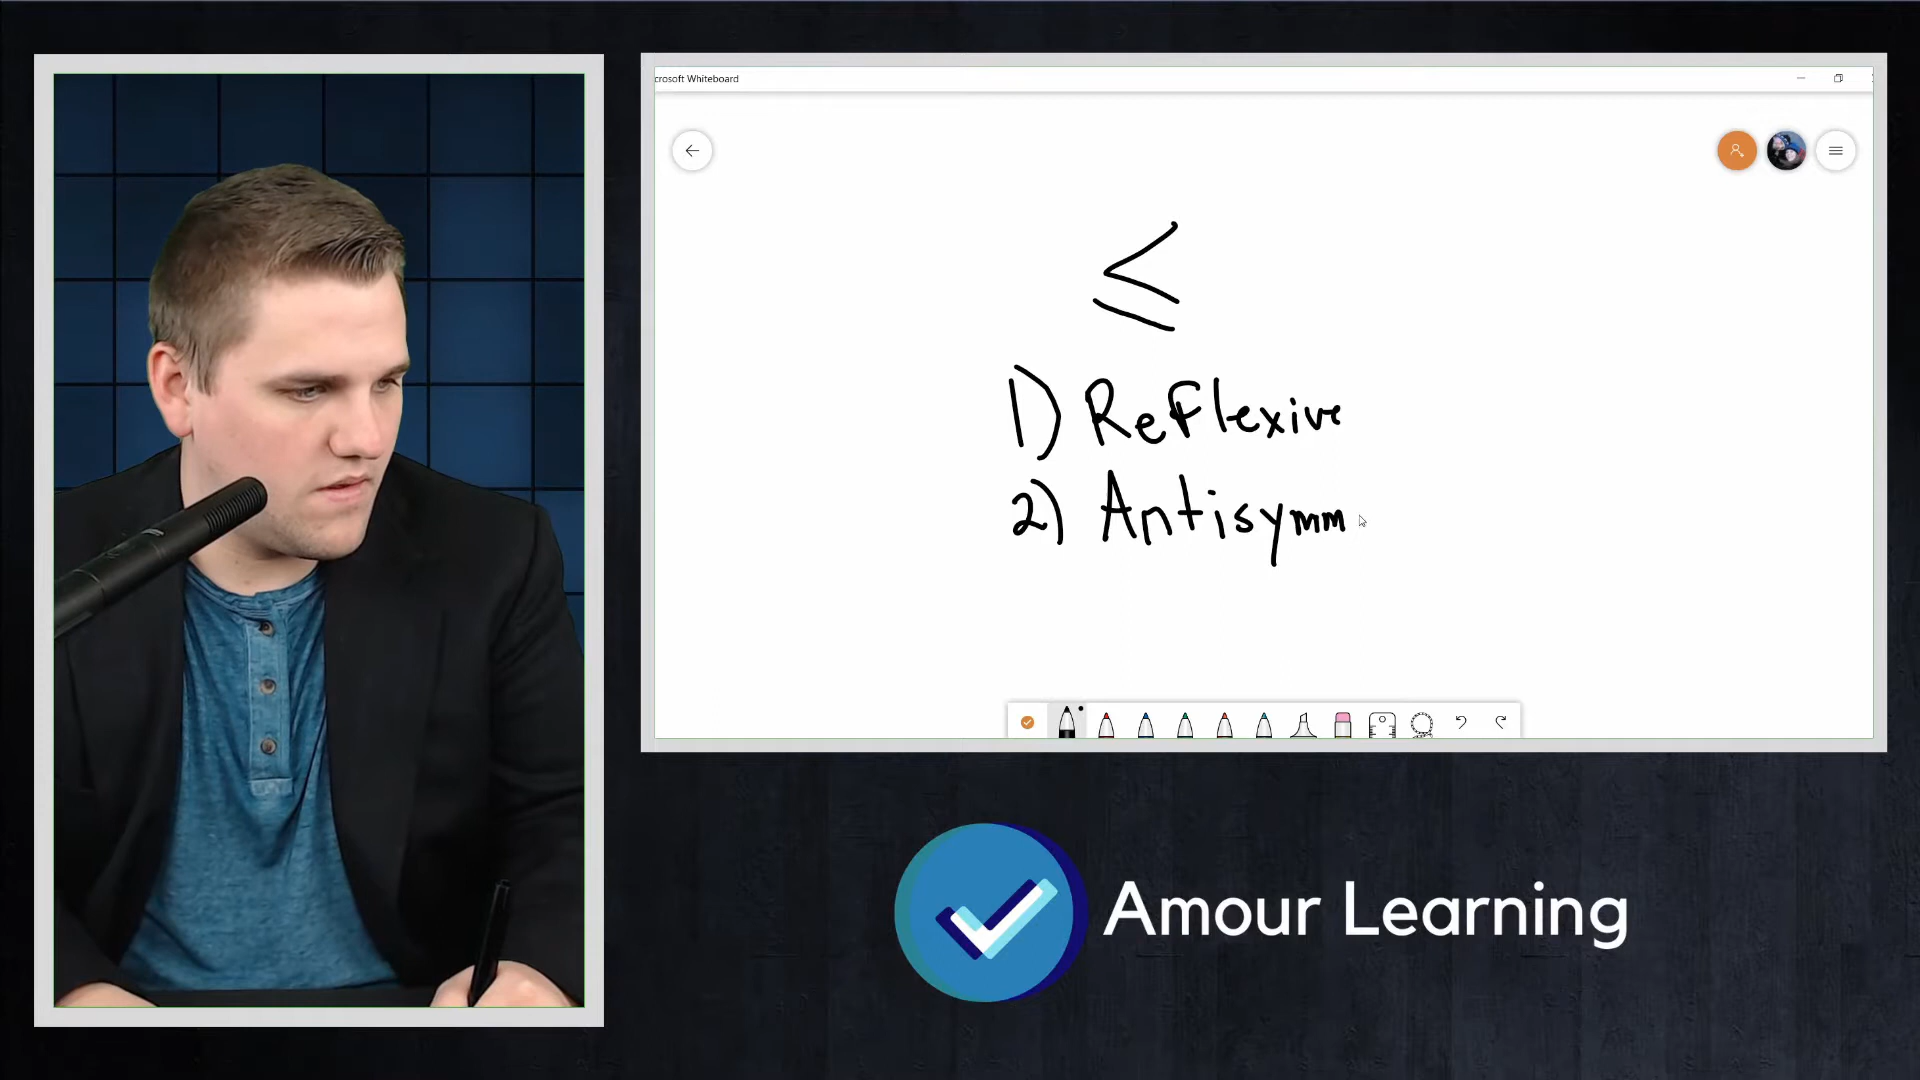 crosoft Whiteboard
≤
1) Reflexive
2) Antisymm
Amour Learning